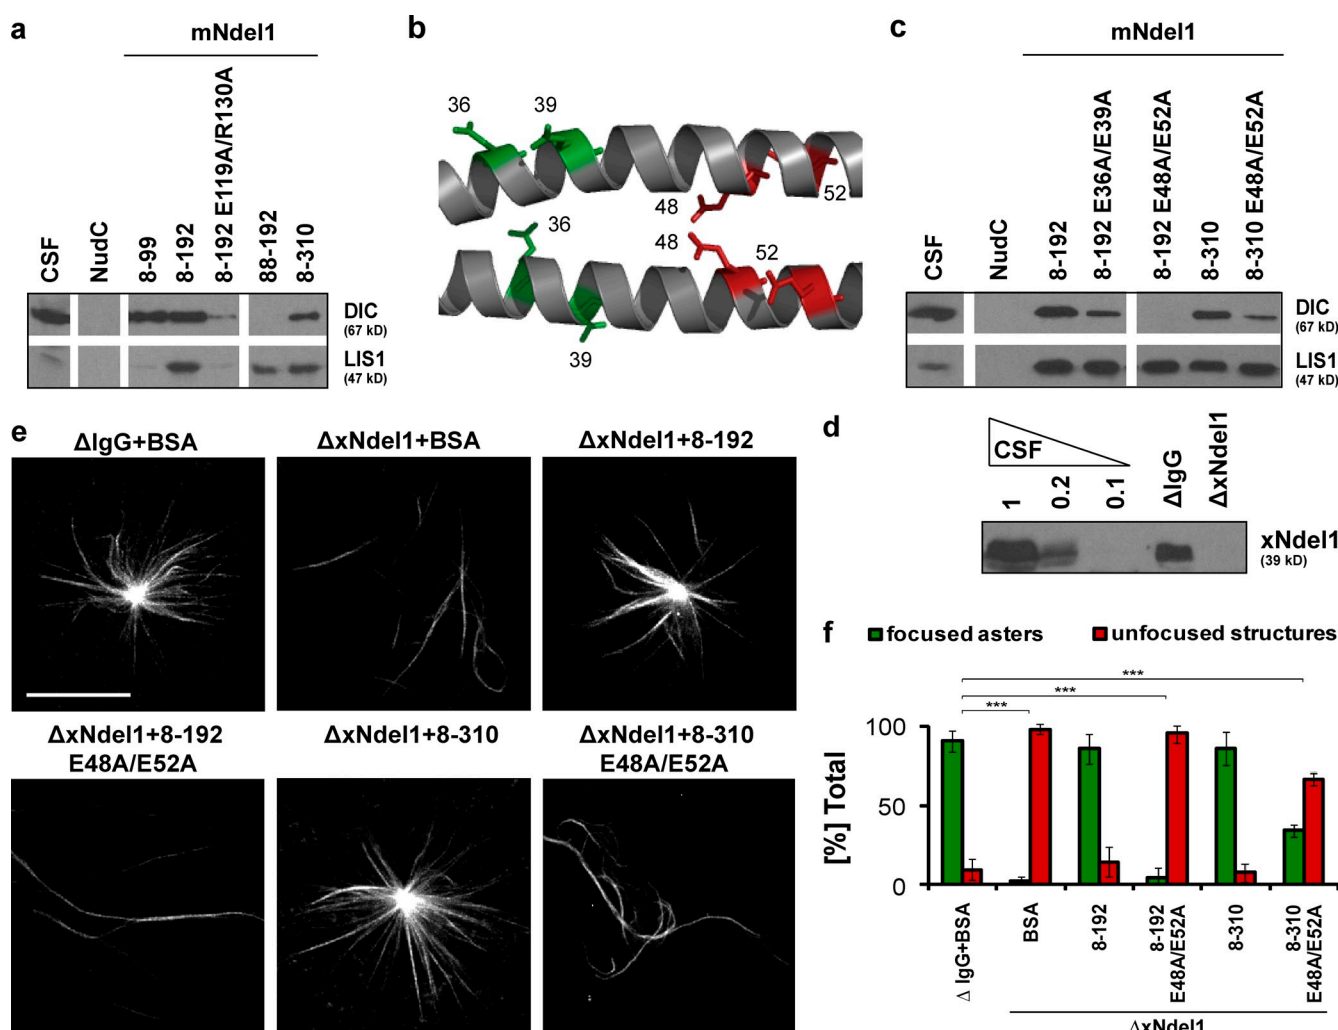 a
mNdel1
CSF
NudC
8-99
8-192
8-192 E119A/R130A
88-192
8-310
DIC
(67 kD)
LIS1
(47 kD)
b
36
39
48
52
36
48
52
39
c
mNdel1
CSF
NudC
8-192
8-192 E36A/E39A
8-192 E48A/E52A
8-310
8-310 E48A/E52A
DIC
(67 kD)
LIS1
(47 kD)
d
CSF
1
0.2
0.1
ΔIgG
ΔxNdel1
xNdel1
(39 kD)
e
ΔIgG+BSA
ΔxNdel1+BSA
ΔxNdel1+8-192
ΔxNdel1+8-192
E48A/E52A
ΔxNdel1+8-310
ΔxNdel1+8-310
E48A/E52A
f
focused asters
unfocused structures
***
***
***
[%] Total
100
50
0
Δ IgG+BSA
BSA
8-192
8-192
E48A/E52A
8-310
8-310
E48A/E52A
ΔxNdel1